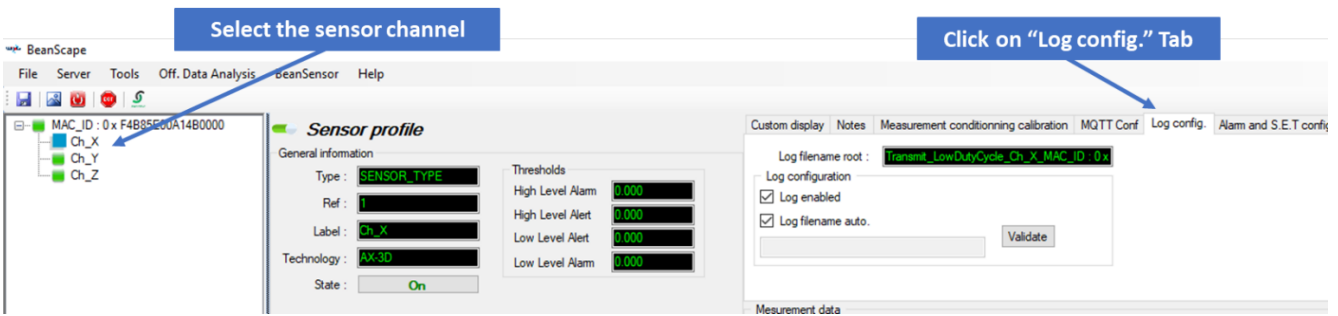 Select the sensor channel
Click on “Log config.” Tab
BeanScape
File Server Tools Off. Data Analysis BeanSensor Help
MAC_ID : 0 x F4B85E00A14B0000
Ch_X
Ch_Y
Ch_Z
Sensor profile
General information
Type : SENSOR_TYPE
Ref : 1
Label : Ch_X
Technology : AX-3D
State : On
Thresholds
High Level Alarm 0.000
High Level Alert 0.000
Low Level Alert 0.000
Low Level Alarm 0.000
Custom display Notes Measurement conditionning calibration MQTT Conf Log config. Alarm and S.E.T config
Log filename root : Transmit_LowDutyCycle_Ch_X_MAC_ID : 0 x
Log configuration
Log enabled
Log filename auto.
Validate
Mesurement data